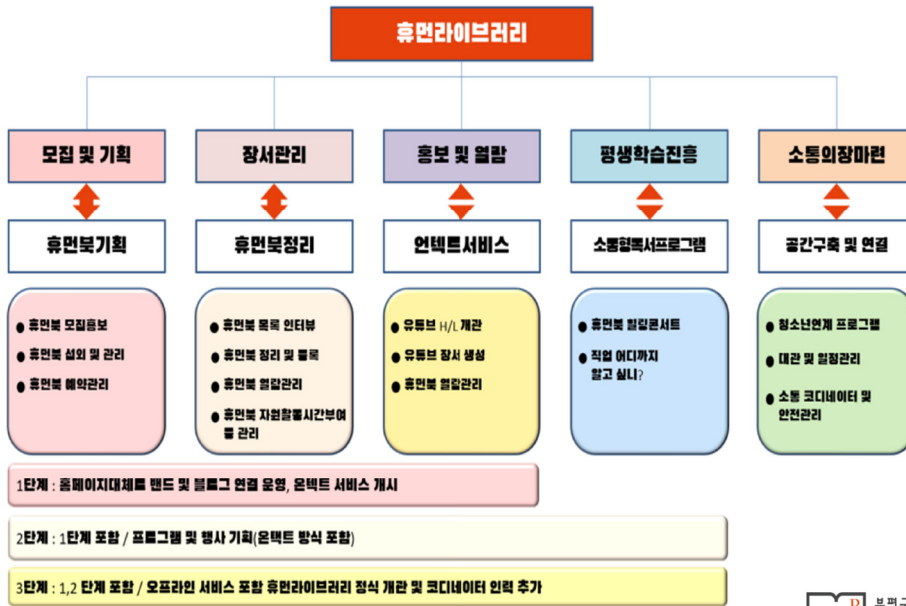 휴먼라이브러리
모집 및 기획
장서관리
홍보 및 열람
평생학습진흥
소통의장마련
휴먼북기획
휴먼북정리
언텍트서비스
소통형독서프로그램
공간구축 및 연결
● 휴먼북 모집홍보
● 휴먼북 섭외 및 관리
● 휴먼북 예약관리
● 휴먼북 목록 인터뷰
● 휴먼북 정리 및 등록
● 휴먼북 열람관리
● 휴먼북 자원활동시간부여
등 관리
● 유튜브 H/L 개관
● 유튜브 장서 생성
● 휴먼북 열람관리
● 휴먼북 힐링콘서트
● 직업 어디까지
알고 싶니?
● 청소년연계 프로그램
● 대관 및 일정관리
● 소통 코디네이터 및
안전관리
1단계 : 홈페이지대체로 밴드 및 블로그 연결 운영, 온텍트 서비스 개시
2단계 : 1단계 포함 / 프로그램 및 행사 기획(온택트 방식 포함)
3단계 : 1,2 단계 포함 / 오프라인 서비스 포함 휴먼라이브러리 정식 개관 및 코디네이터 인력 추가